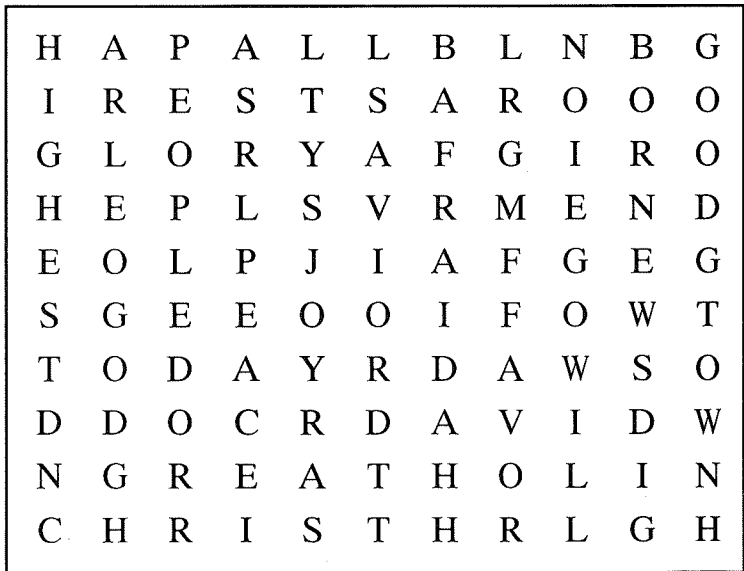 H A P A L L B L N B G
I R E S T S A R O O O
G L O R Y A F G I R O
H E P L S V R M E N D
E O L P J I A F G E G
S G E E O O I F O W T
T O D A Y R D A W S O
D D O C R D A V I D W
N G R E A T H O L I N
C H R I S T H R L G H